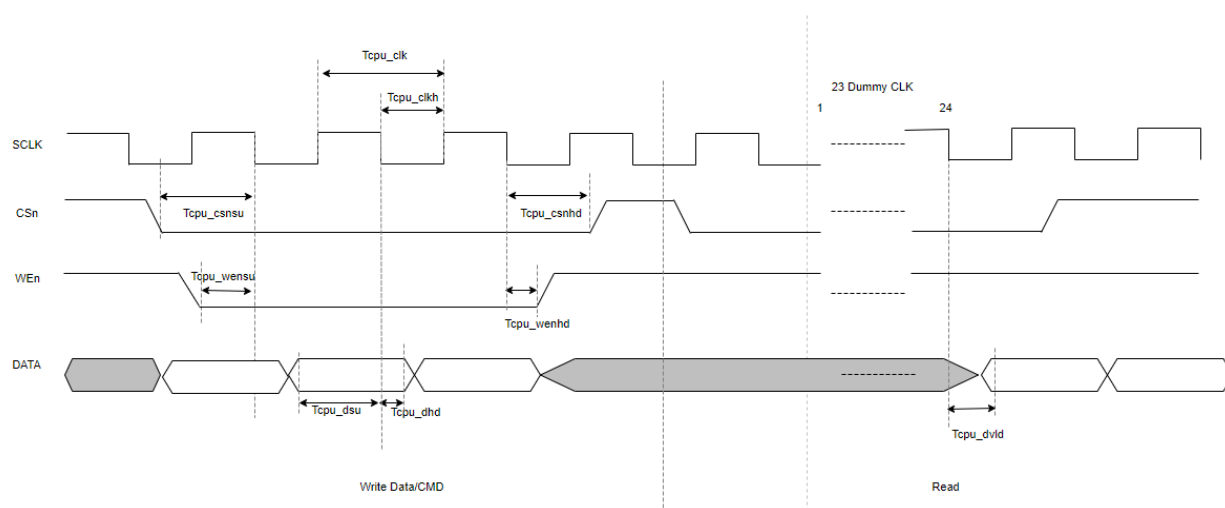 Tcpu_clk
23 Dummy CLK
Tcpu_clkh
1
24
SCLK
CSn
Tcpu_csnsu
Tcpu_csnhd
WEn
Tcpu_wensu
Tcpu_wenhd
DATA
Tcpu_dsu
Tcpu_dhd
Tcpu_dvld
Write Data/CMD
Read